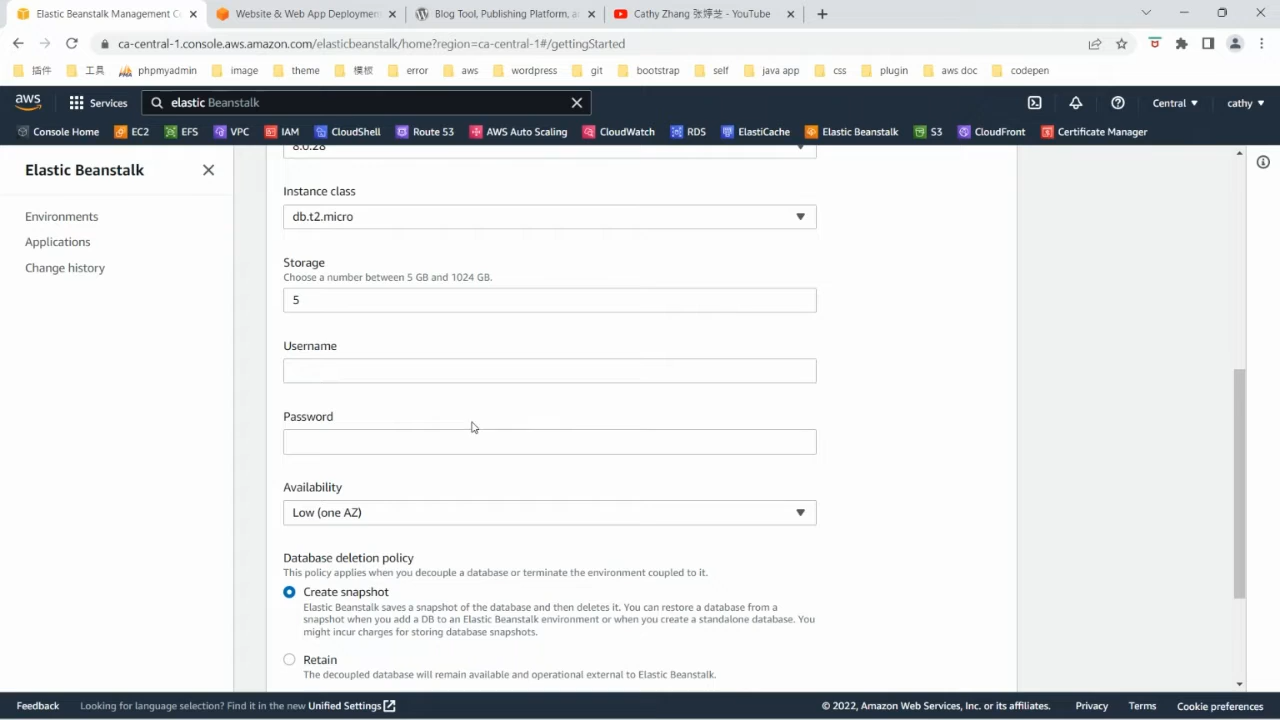 Elastic Beanstalk Management C
Website & Web App Deploymen
Blog Tool, Publishing Platform, a
Cathy Zhang 张婷芝 - YouTube
ca-central-1.console.aws.amazon.com/elasticbeanstalk/home?region=ca-central-1#/gettingStarted
插件 工具 phpmyadmin image theme 模板 error aws wordpress git bootstrap self java app css plugin aws doc codepen
aws Services elastic Beanstalk Central cathy
Console Home EC2 EFS VPC IAM CloudShell Route 53 AWS Auto Scaling CloudWatch RDS ElastiCache Elastic Beanstalk S3 CloudFront Certificate Manager
Elastic Beanstalk
Environments
Applications
Change history
8.0.28
Instance class
db.t2.micro
Storage
Choose a number between 5 GB and 1024 GB.
5
Username
Password
Availability
Low (one AZ)
Database deletion policy
This policy applies when you decouple a database or terminate the environment coupled to it.
Create snapshot
Elastic Beanstalk saves a snapshot of the database and then deletes it. You can restore a database from a
snapshot when you add a DB to an Elastic Beanstalk environment or when you create a standalone database. You
might incur charges for storing database snapshots.
Retain
The decoupled database will remain available and operational external to Elastic Beanstalk.
Feedback Looking for language selection? Find it in the new Unified Settings © 2022, Amazon Web Services, Inc. or its affiliates. Privacy Terms Cookie preferences